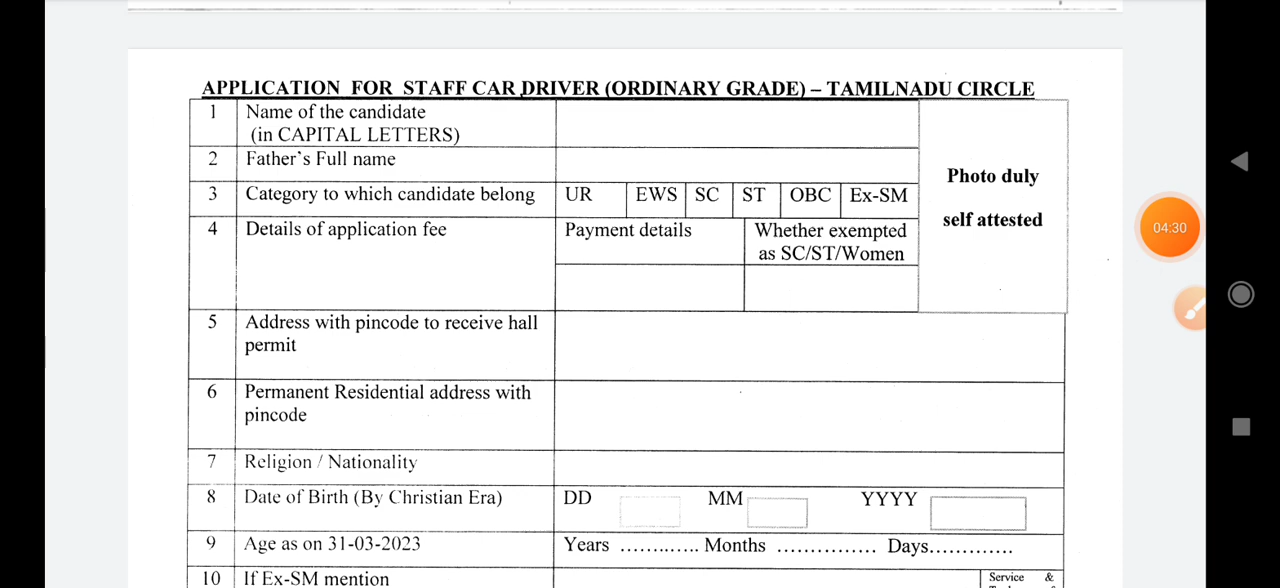 APPLICATION FOR STAFF CAR DRIVER (ORDINARY GRADE) – TAMILNADU CIRCLE
1 Name of the candidate
(in CAPITAL LETTERS)
2 Father's Full name
3 Category to which candidate belong UR EWS SC ST OBC Ex-SM
Photo duly
self attested
4 Details of application fee Payment details Whether exempted
as SC/ST/Women
5 Address with pincode to receive hall
permit
6 Permanent Residential address with
pincode
7 Religion / Nationality
8 Date of Birth (By Christian Era) DD MM YYYY
9 Age as on 31-03-2023 Years ............. Months ............... Days.............
10 If Ex-SM mention Service &
04:30